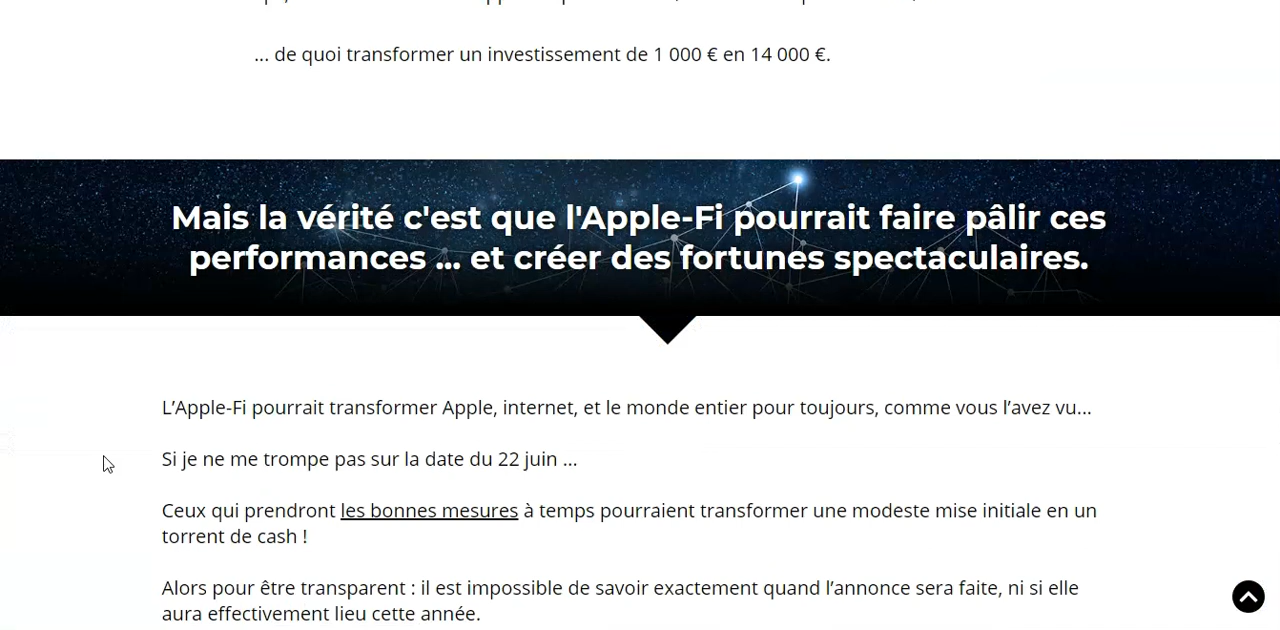 ... de quoi transformer un investissement de 1 000 € en 14 000 €.
Mais la vérité c'est que l'Apple-Fi pourrait faire pâlir ces
performances ... et créer des fortunes spectaculaires.
L’Apple-Fi pourrait transformer Apple, internet, et le monde entier pour toujours, comme vous l’avez vu...
Si je ne me trompe pas sur la date du 22 juin ...
Ceux qui prendront les bonnes mesures à temps pourraient transformer une modeste mise initiale en un
torrent de cash !
Alors pour être transparent : il est impossible de savoir exactement quand l’annonce sera faite, ni si elle
aura effectivement lieu cette année.